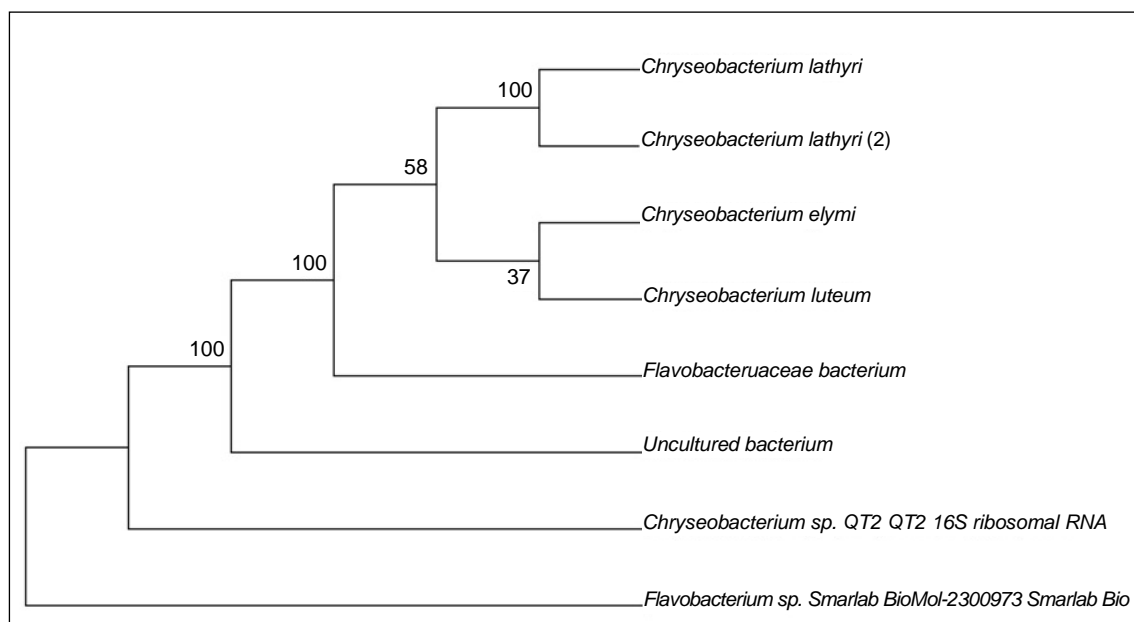 Chryseobacterium lathyri
100
Chryseobacterium lathyri (2)
58
Chryseobacterium elymi
100
37
Chryseobacterium luteum
100
Flavobacteruaceae bacterium
Uncultured bacterium
Chryseobacterium sp. QT2 QT2 16S ribosomal RNA
Flavobacterium sp. Smarlab BioMol-2300973 Smarlab Bio